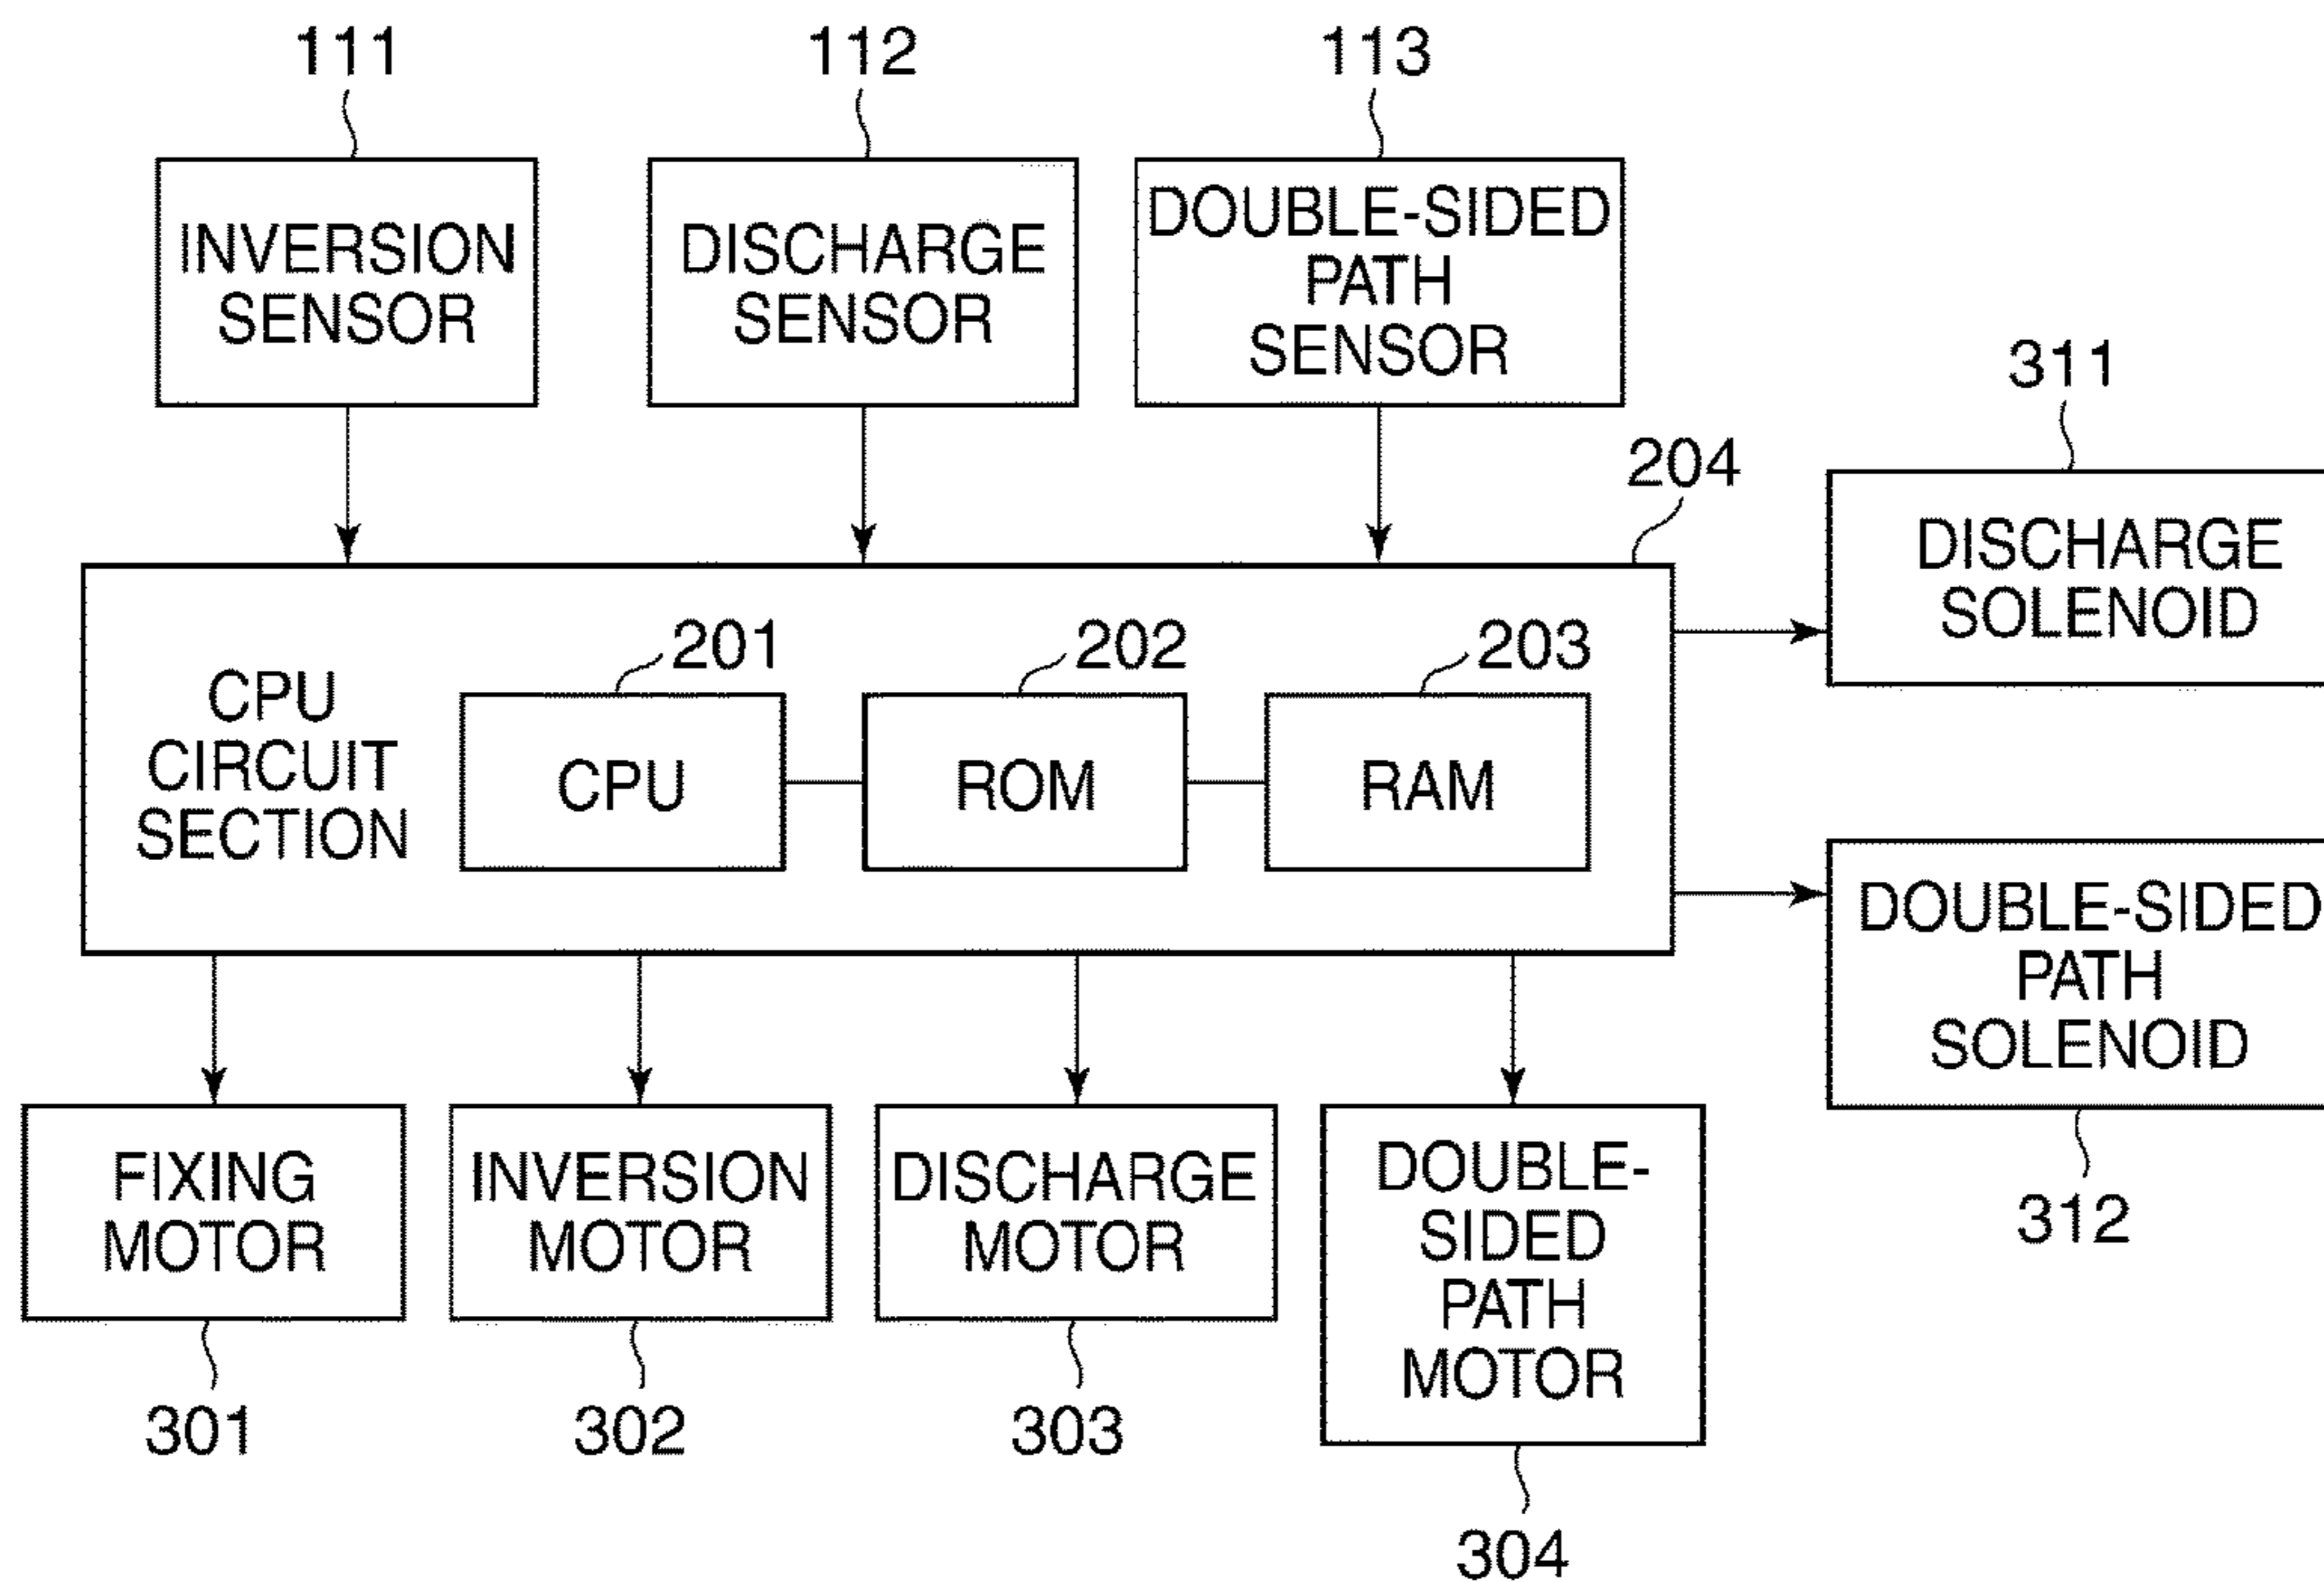 111
112
113
INVERSION
SENSOR
DISCHARGE
SENSOR
DOUBLE-SIDED
PATH
SENSOR
311
204
DISCHARGE
SOLENOID
CPU
CIRCUIT
SECTION
201
202
203
CPU
ROM
RAM
DOUBLE-SIDED
PATH
SOLENOID
312
FIXING
MOTOR
INVERSION
MOTOR
DISCHARGE
MOTOR
DOUBLE-
SIDED
PATH
MOTOR
301
302
303
304